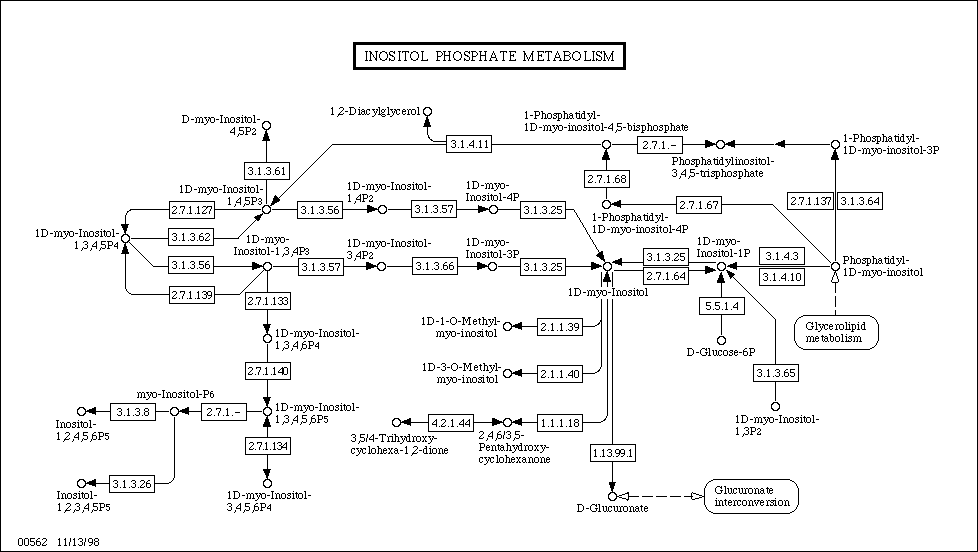 INOSITOL PHOSPHATE METABOLISM
D-myo-Inositol-
4,5P2
1,2-Diacylglycerol
1-Phosphatidyl-
1D-myo-inositol-4,5-bisphosphate
1-Phosphatidyl-
1D-myo-inositol-3P
3.1.4.11
2.7.1.-
Phosphatidylinositol-
3,4,5-trisphosphate
3.1.3.61
2.7.1.68
1D-myo-Inositol-
1,4,5P3
1D-myo-Inositol-
1,4P2
1D-myo-
Inositol-4P
2.7.1.127
3.1.3.56
3.1.3.57
3.1.3.25
2.7.1.67
2.7.1.137
3.1.3.64
1-Phosphatidyl-
1D-myo-inositol-4P
1D-myo-Inositol-
1,3,4,5P4
3.1.3.62
1D-myo-
Inositol-1,3,4P3
1D-myo-Inositol-
3,4P2
1D-myo-
Inositol-3P
1D-myo-
Inositol-1P
3.1.3.56
3.1.3.57
3.1.3.66
3.1.3.25
3.1.3.25
2.7.1.64
3.1.4.3
3.1.4.10
Phosphatidyl-
1D-myo-inositol
2.7.1.139
2.7.1.133
1D-myo-Inositol
5.5.1.4
1D-1-O-Methyl-
myo-inositol
2.1.1.39
Glycerolipid
metabolism
1D-myo-Inositol-
1,3,4,6P4
D-Glucose-6P
1D-3-O-Methyl-
myo-inositol
2.1.1.40
3.1.3.65
2.7.1.140
myo-Inositol-P6
3.1.3.8
2.7.1.-
1D-myo-Inositol-
1,3,4,5,6P5
Inositol-
1,2,4,5,6P5
4.2.1.44
1.1.1.18
1D-myo-Inositol-
1,3P2
3,5/4-Trihydroxy-
cyclohexa-1,2-dione
2,4,6/3,5-
Pentahydroxy-
cyclohexanone
2.7.1.134
1.13.99.1
3.1.3.26
Inositol-
1,2,3,4,5P5
1D-myo-Inositol-
3,4,5,6P4
D-Glucuronate
Glucuronate
interconversion
00562 11/13/98